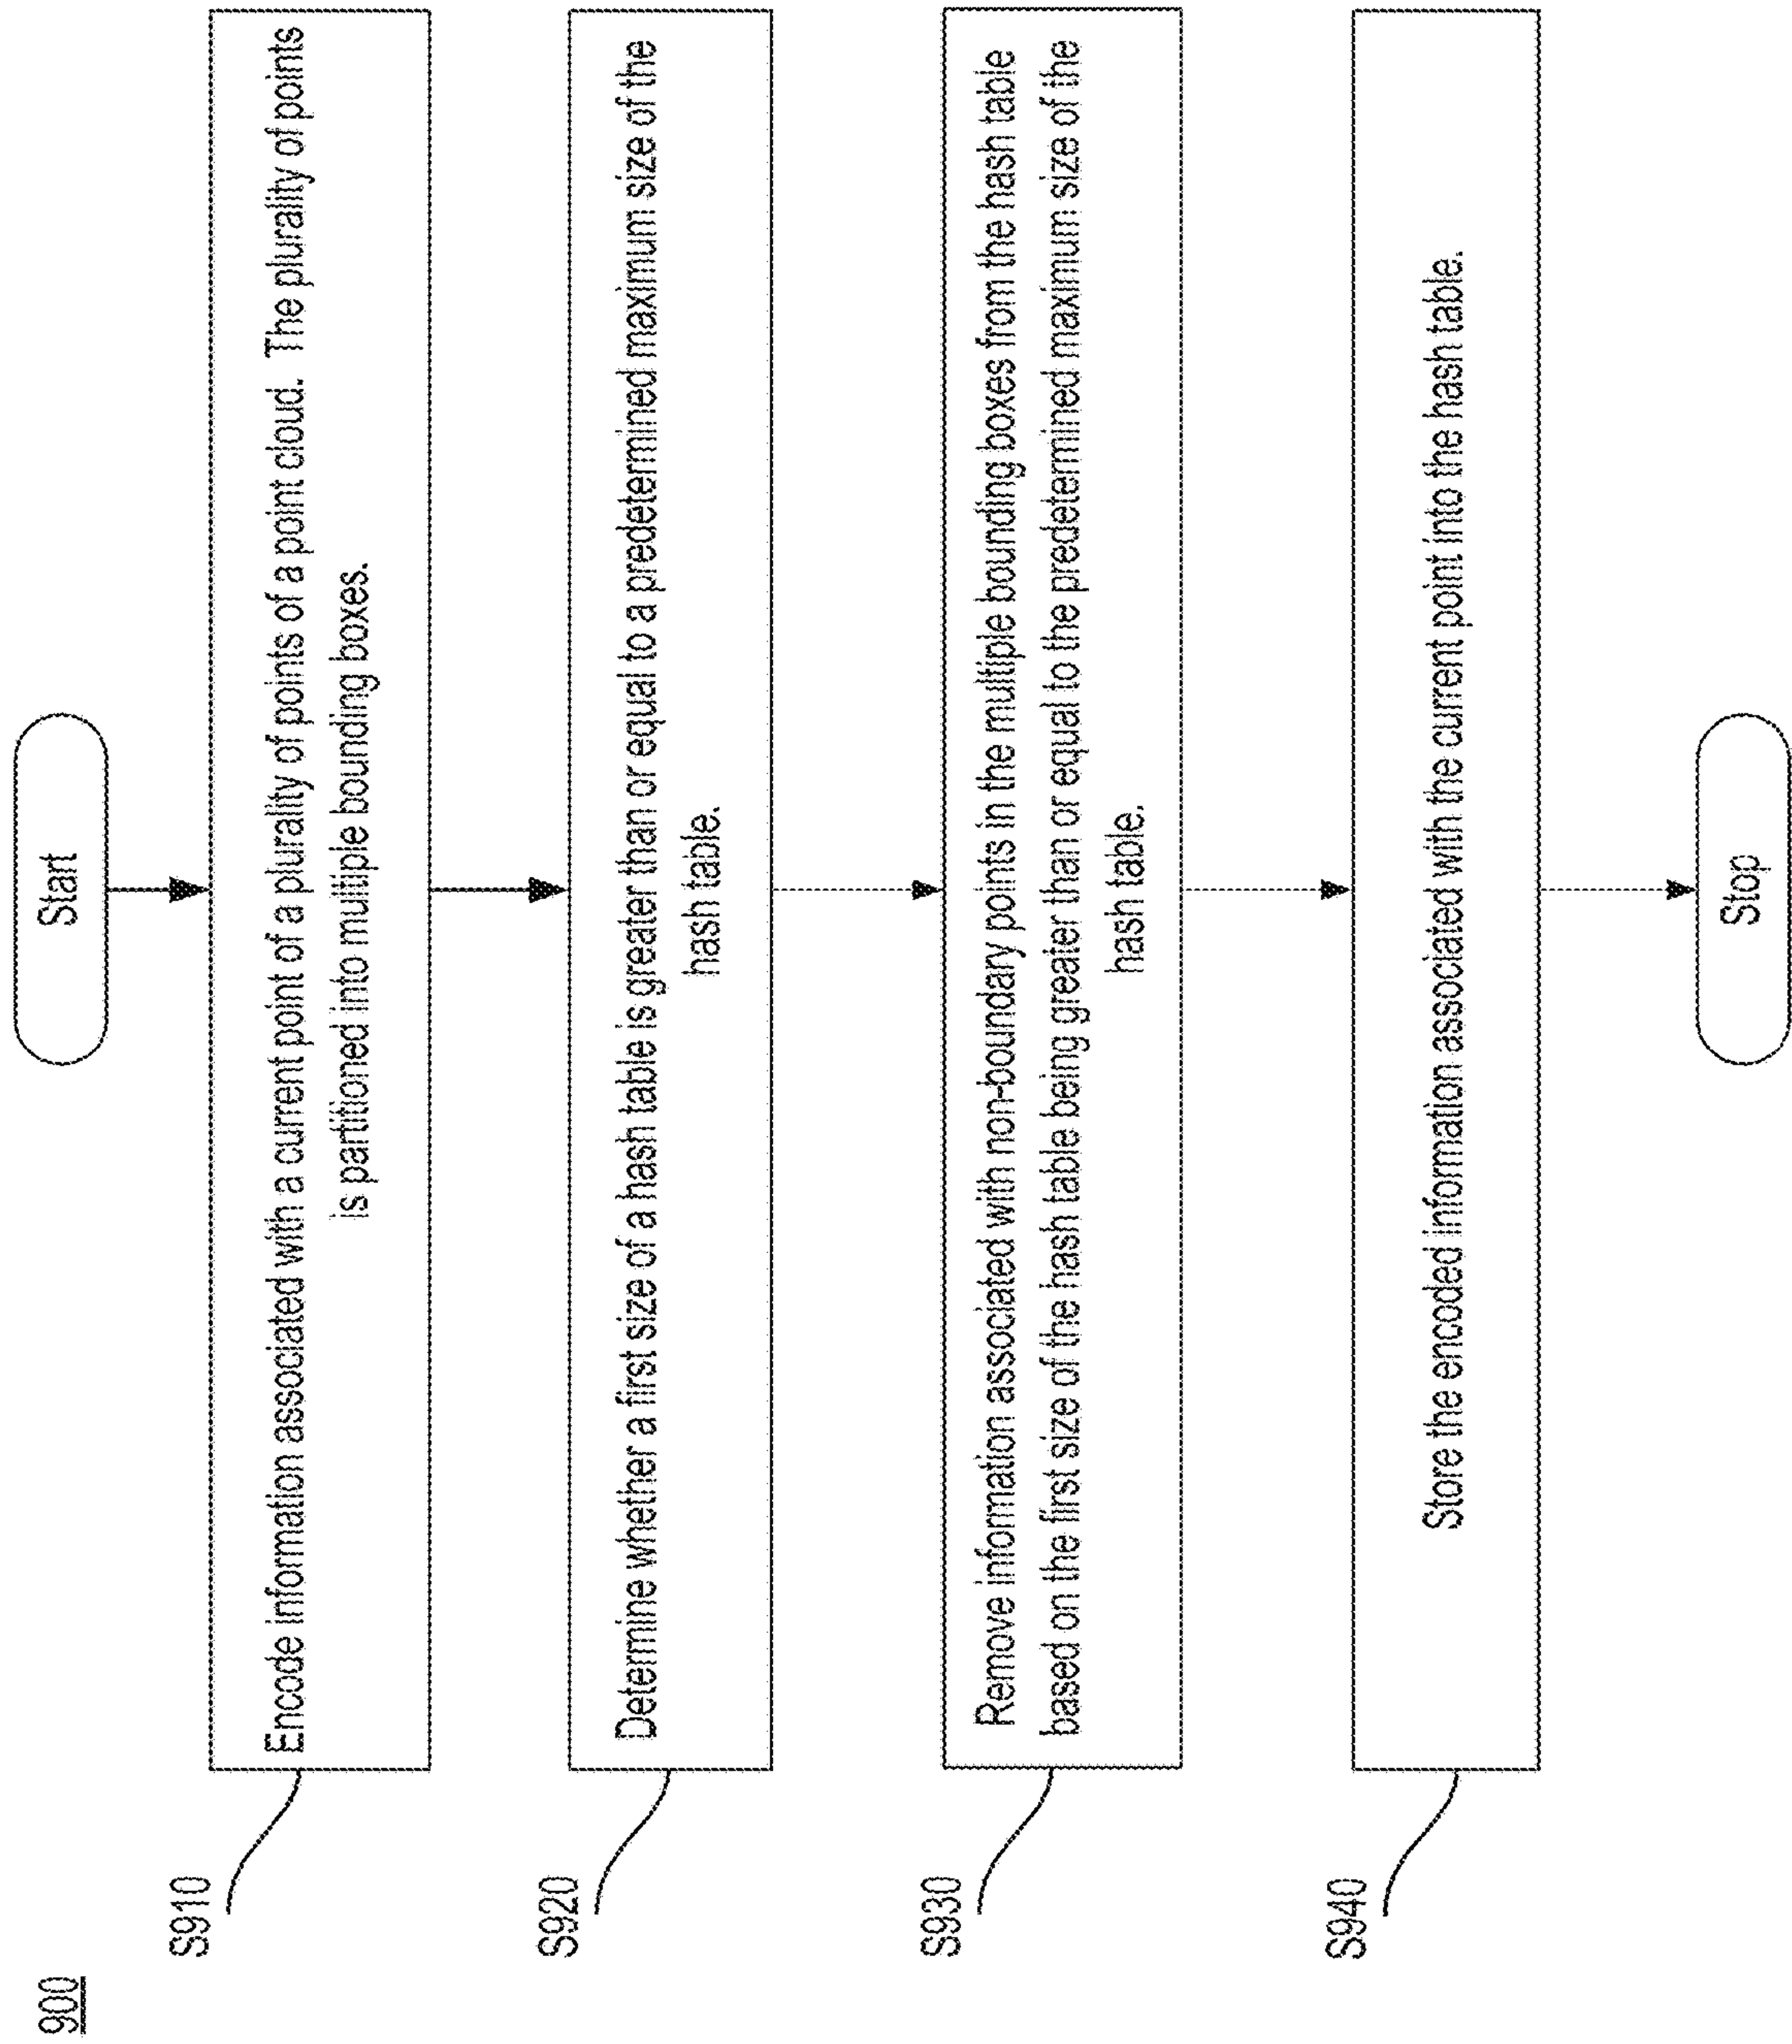 900
Start
S910
Encode information associated with a current point of a plurality of points of a point cloud. The plurality of points
is partitioned into multiple bounding boxes.
S920
Determine whether a first size of a hash table is greater than or equal to a predetermined maximum size of the
hash table.
S930
Remove information associated with non-boundary points in the multiple bounding boxes from the hash table
based on the first size of the hash table being greater than or equal to the predetermined maximum size of the
hash table.
S940
Store the encoded information associated with the current point into the hash table.
Stop